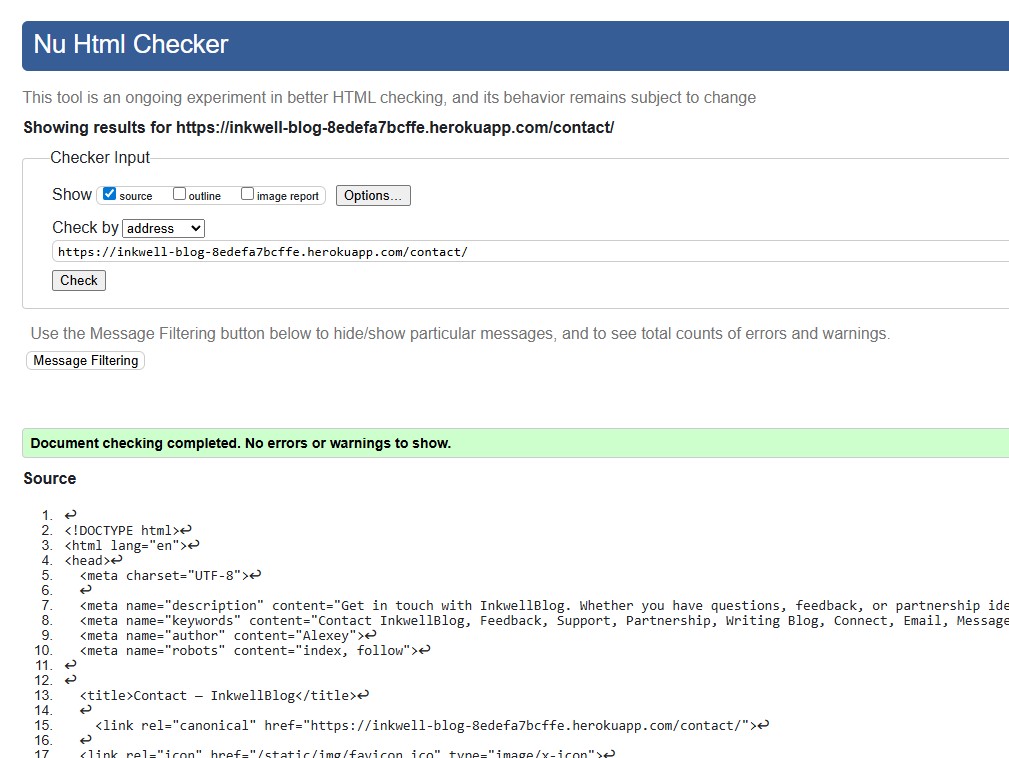 Nu Html Checker
This tool is an ongoing experiment in better HTML checking, and its behavior remains subject to change
Showing results for https://inkwell-blog-8edefa7bcffe.herokuapp.com/contact/
Checker Input
Show source outline image report Options...
Check by address
https://inkwell-blog-8edefa7bcffe.herokuapp.com/contact/
Check
Use the Message Filtering button below to hide/show particular messages, and to see total counts of errors and warnings.
Message Filtering
Document checking completed. No errors or warnings to show.
Source
1. ↩
2. <!DOCTYPE html>↩
3. <html lang="en">↩
4. <head>↩
5. <meta charset="UTF-8">↩
6. ↩
7. <meta name="description" content="Get in touch with InkwellBlog. Whether you have questions, feedback, or partnership ide
8. <meta name="keywords" content="Contact InkwellBlog, Feedback, Support, Partnership, Writing Blog, Connect, Email, Message
9. <meta name="author" content="Alexey">↩
10. <meta name="robots" content="index, follow">↩
11. ↩
12. ↩
13. <title>Contact — InkwellBlog</title>↩
14. ↩
15. <link rel="canonical" href="https://inkwell-blog-8edefa7bcffe.herokuapp.com/contact/">↩
16. ↩
17. <link rel="icon" href="/static/img/favicon.ico" type="image/x-icon">↩